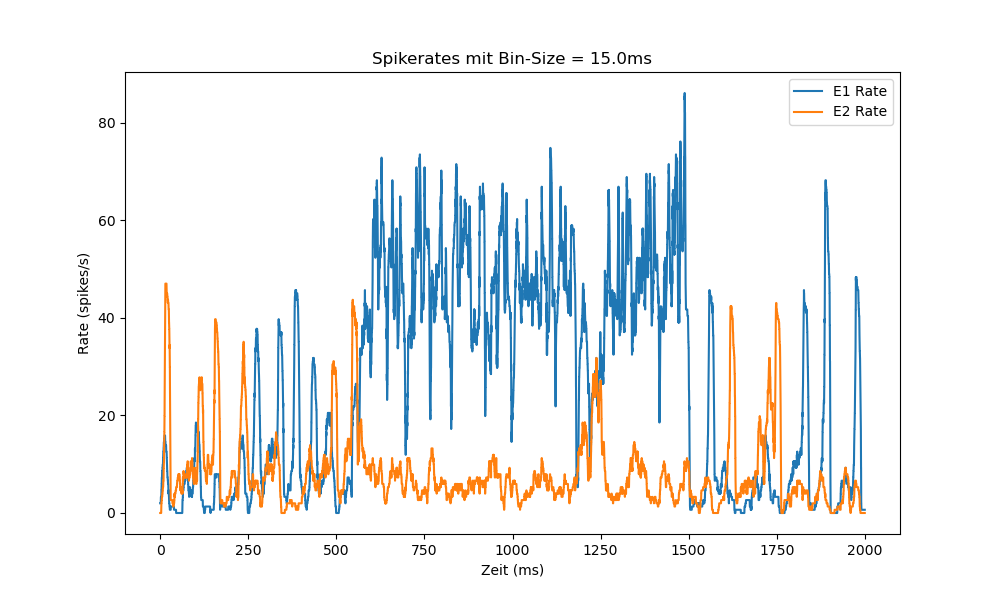 Spikerates mit Bin-Size = 15.0ms
E1 Rate
E2 Rate
Rate (spikes/s)
80
60
40
20
0
0 250 500 750 1000 1250 1500 1750 2000
Zeit (ms)